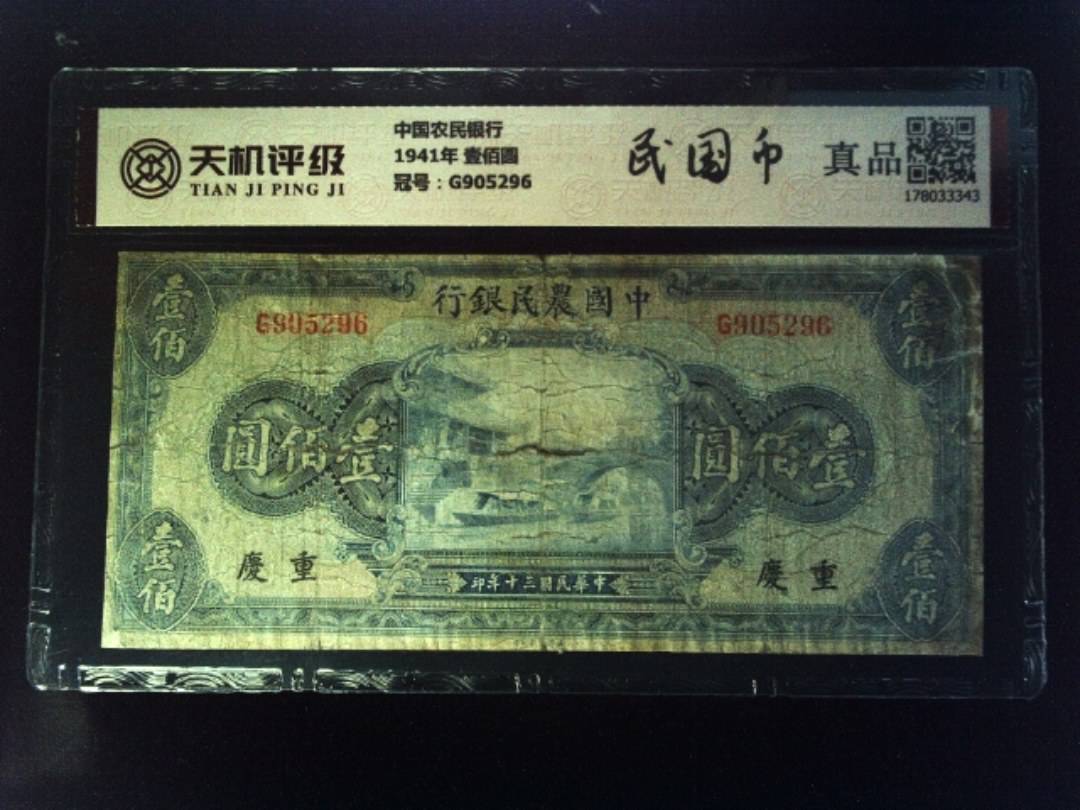 天机评级
TIAN JI PING JI
中国农民银行
1941年 壹佰圓
冠号：G905296
民国币
真品
178033343
行銀民農國中
壹佰
壹佰
G905296
G905296
圓佰壹
圓佰壹
慶 重
慶 重
印年十三國民華中
壹佰
壹佰